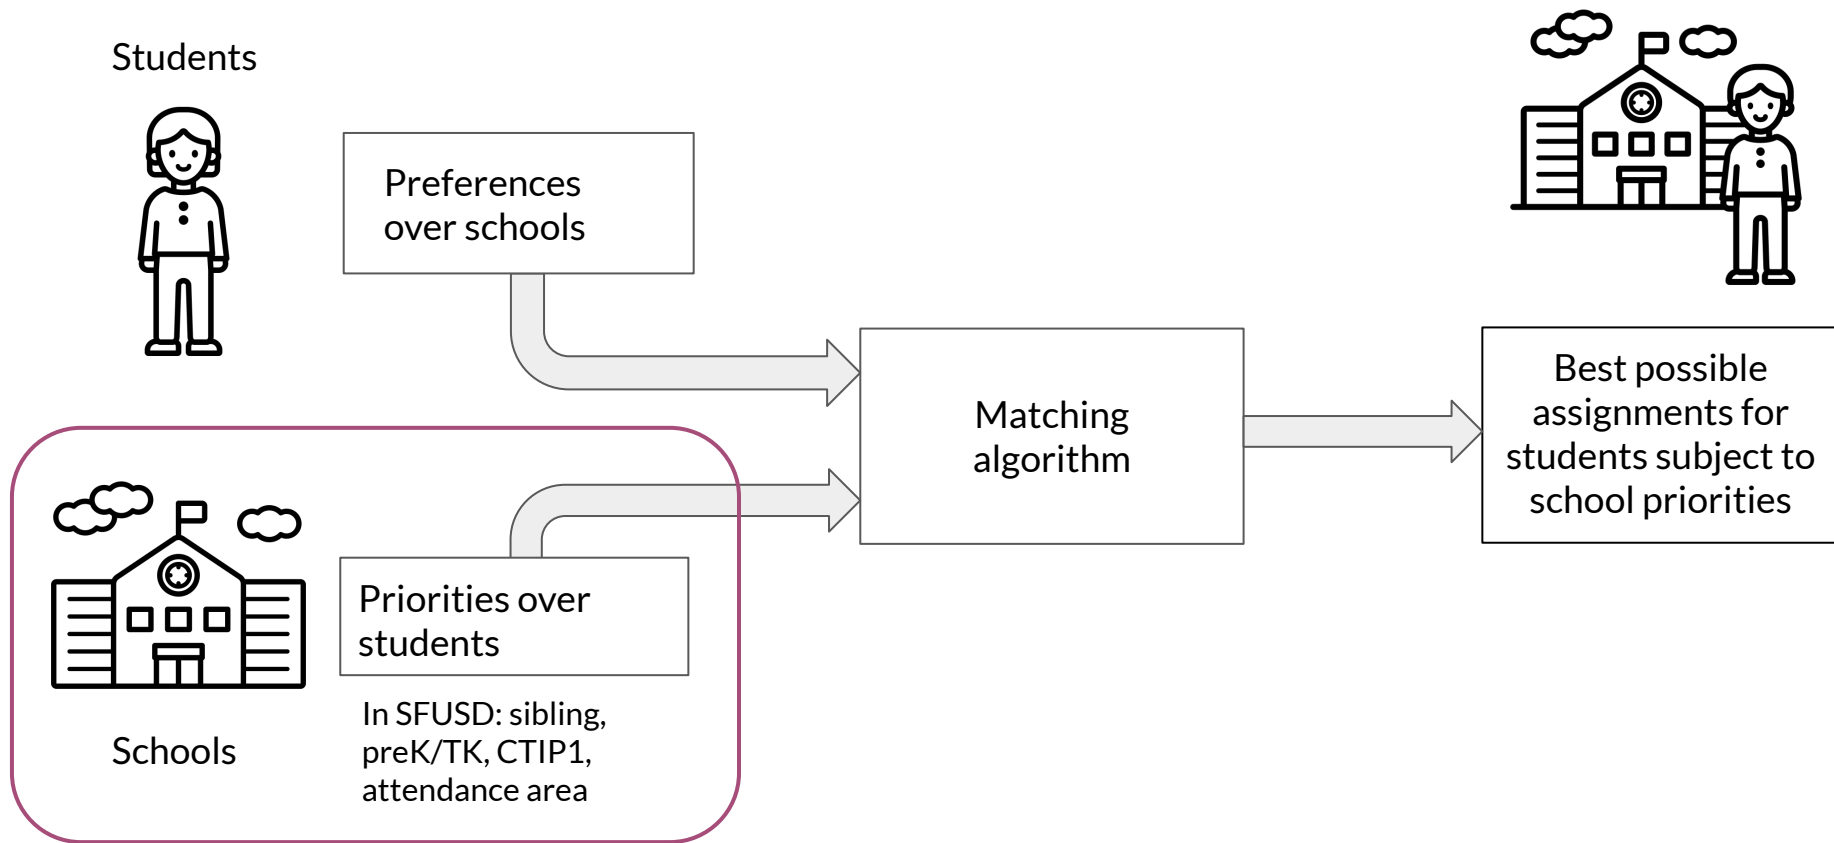 Students
Preferences
over schools
Matching
algorithm
Best possible
assignments for
students subject to
school priorities
Priorities over
students
In SFUSD: sibling,
preK/TK, CTIP1,
attendance area
Schools